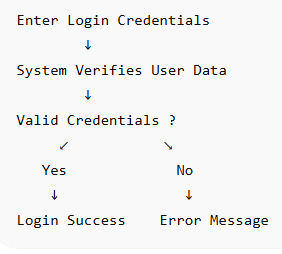 Enter Login Credentials
↓
System Verifies User Data
↓
Valid Credentials ?
↙ ↘
Yes No
↓ ↓
Login Success Error Message